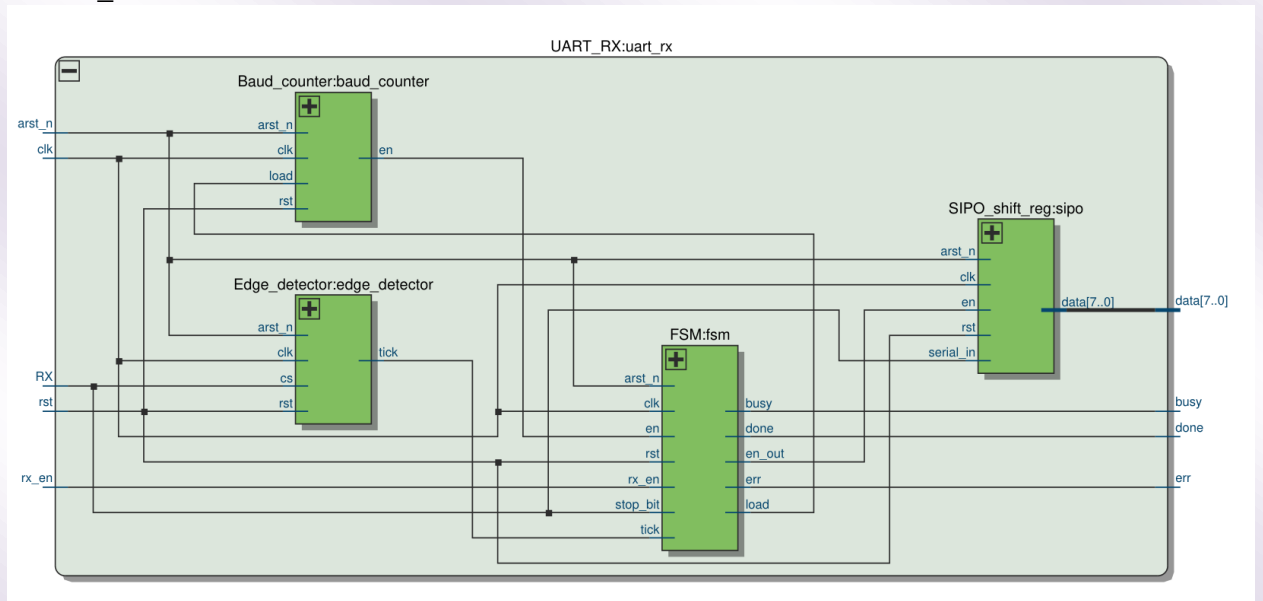 UART_RX:uart_rx
Baud_counter:baud_counter
arst_n
clk
arst_n
clk
load
rst
en
SIPO_shift_reg:sipo
arst_n
clk
en
rst
serial_in
data[7..0]
data[7..0]
Edge_detector:edge_detector
arst_n
clk
cs
rst
tick
RX
rst
rx_en
FSM:fsm
arst_n
clk
en
rst
rx_en
stop_bit
tick
busy
done
en_out
err
load
busy
done
err